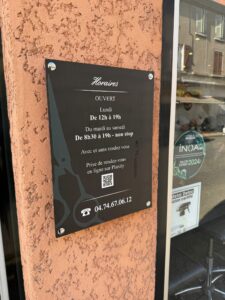 Horaires
OUVERT
Lundi
De 12h à 19h
Du mardi au samedi
De 8h30 à 19h - non stop
Avec et sans rendez-vous
Prise de rendez-vous
en ligne sur Planity
☎ 04.74.67.06.12
INOA
2024